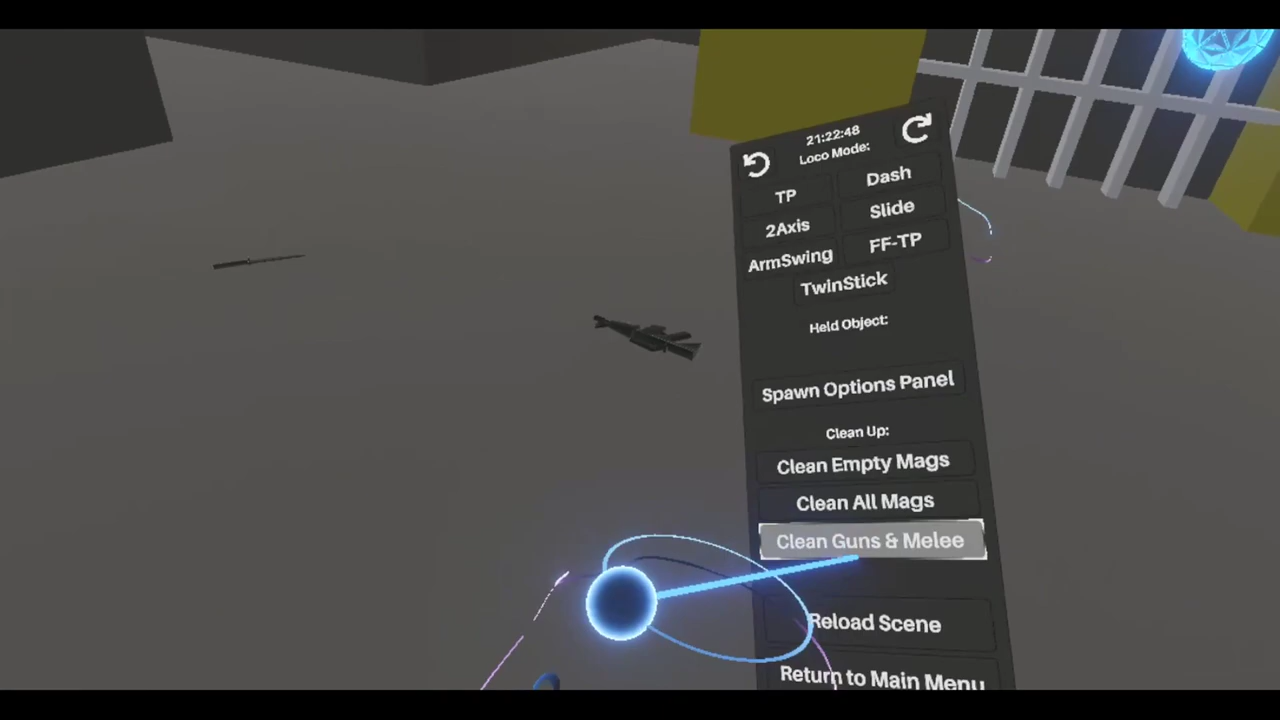 21:22:48
Loco Mode:
TP
Dash
2Axis
Slide
ArmSwing
FF-TP
TwinStick
Held Object:
Spawn Options Panel
Clean Up:
Clean Empty Mags
Clean All Mags
Clean Guns & Melee
Reload Scene
Return to Main Menu